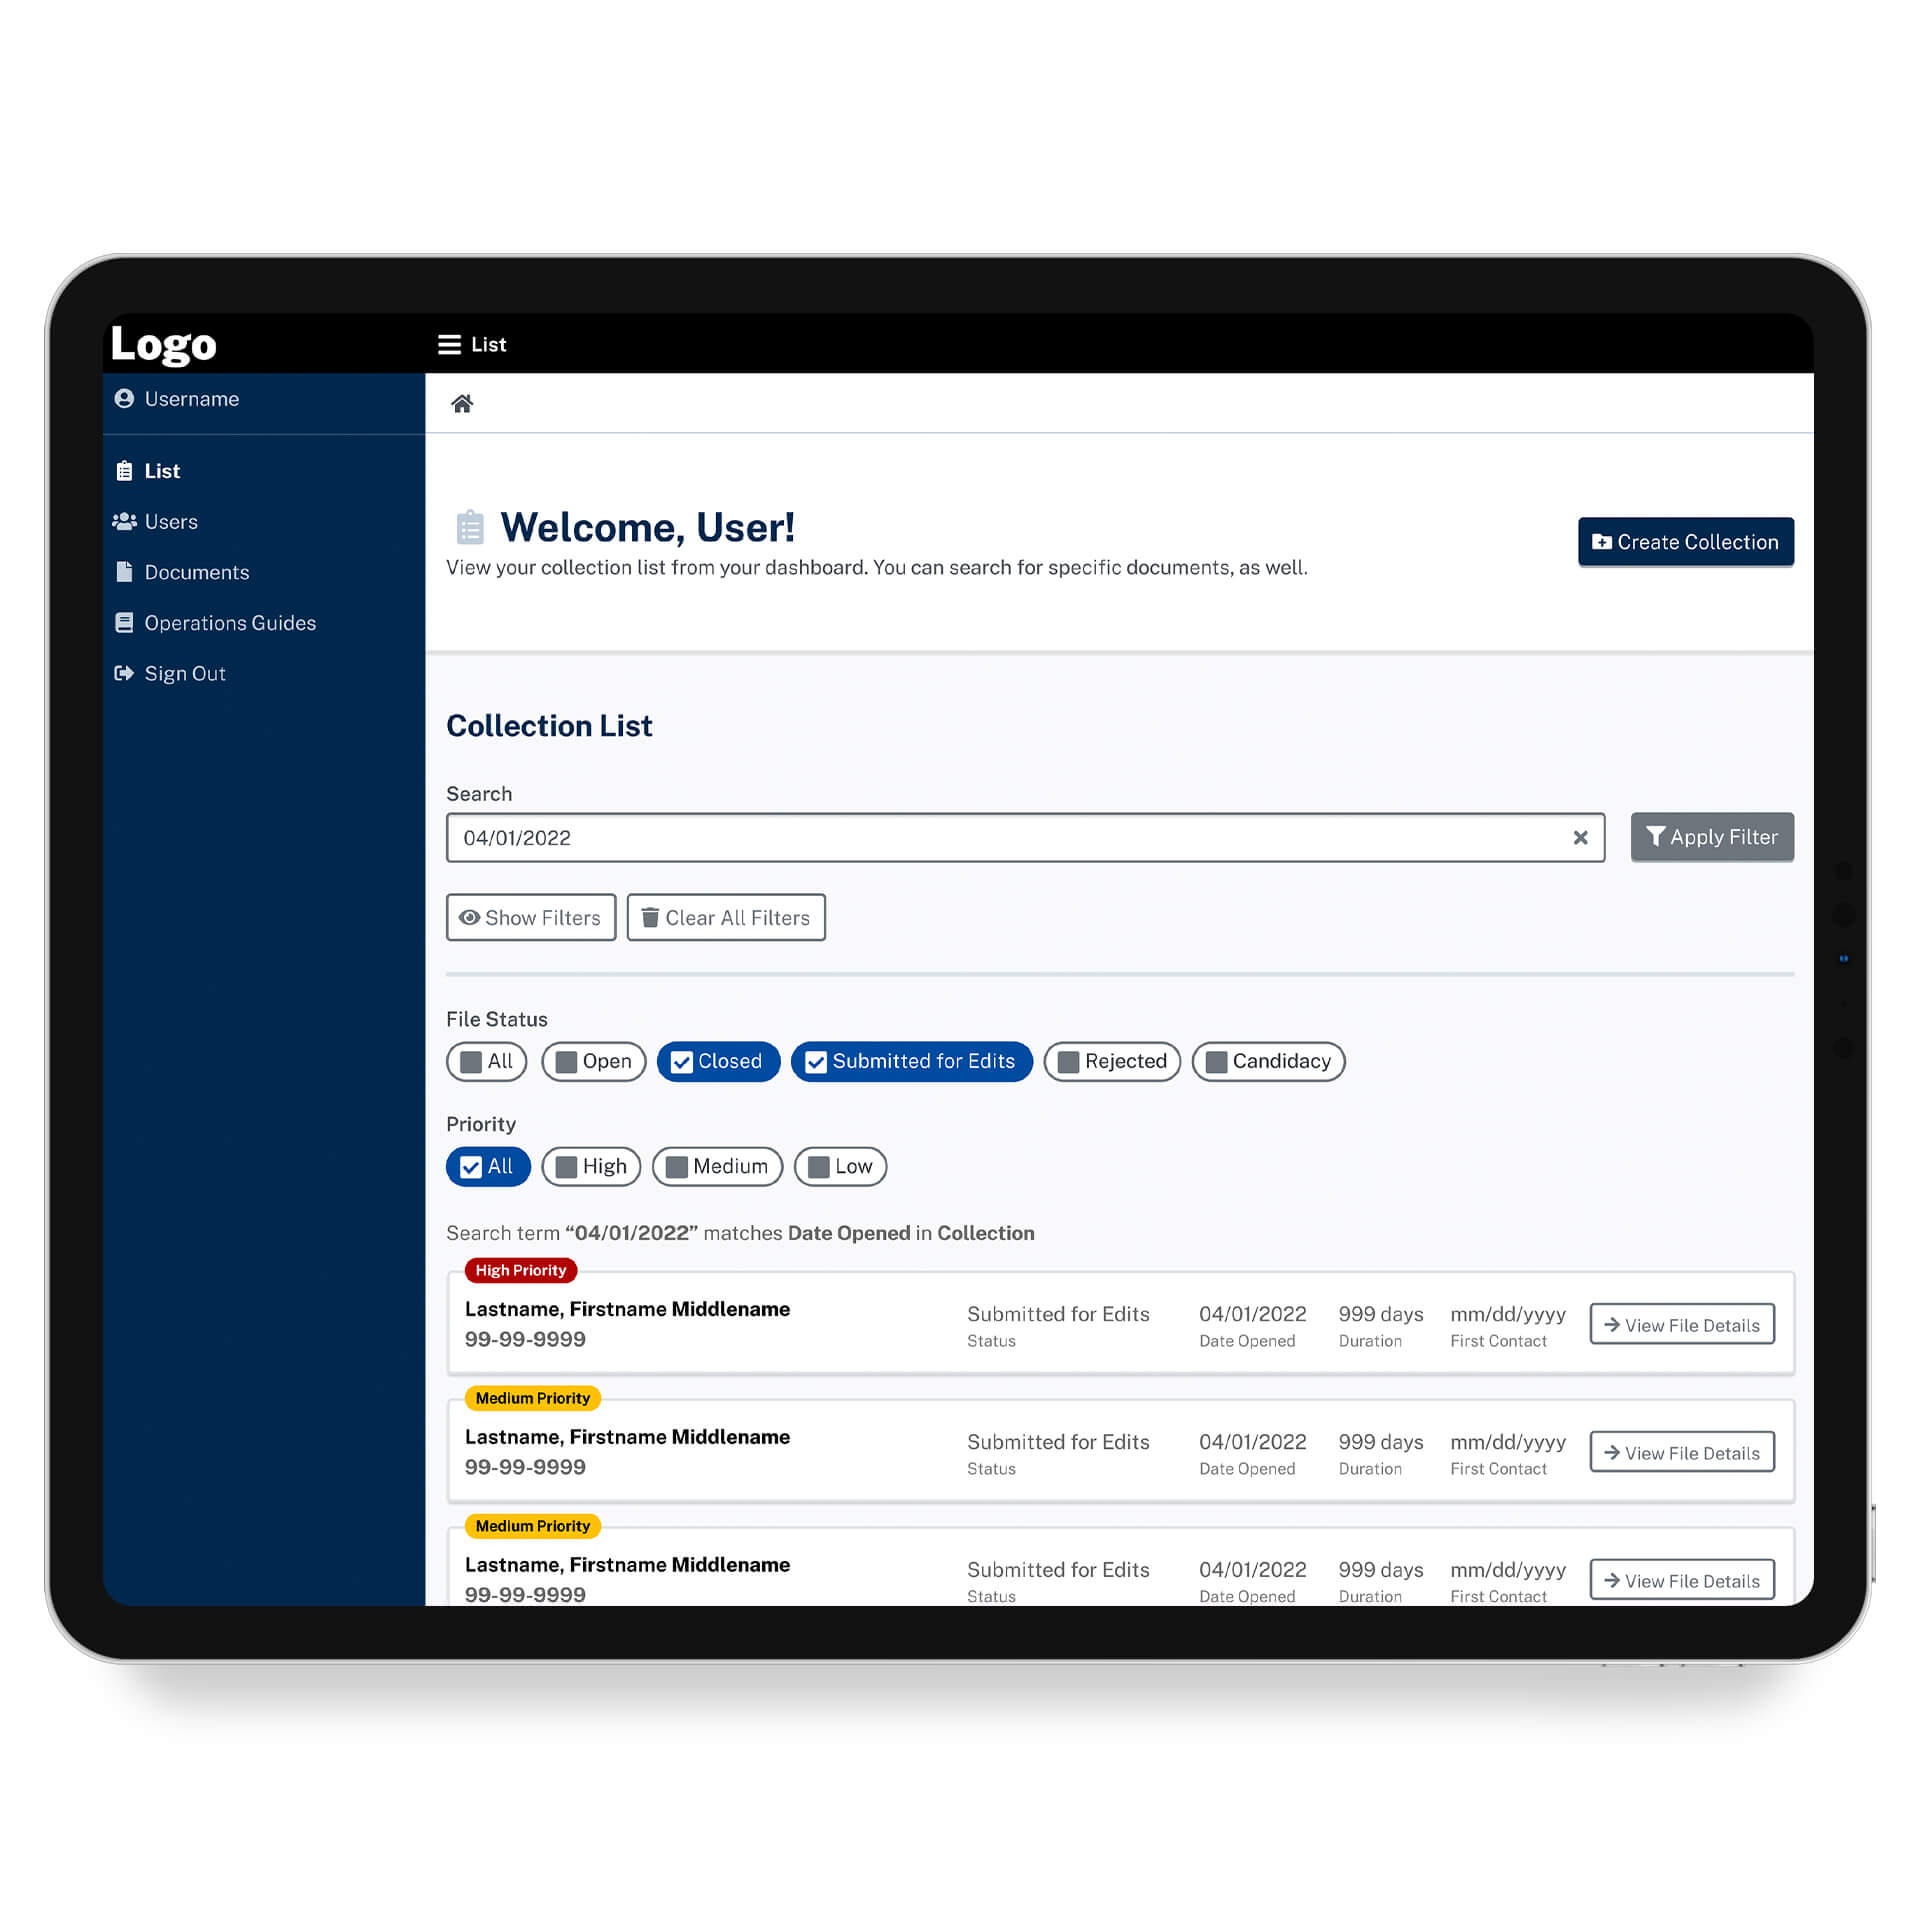 Logo
List
Username
List
Users
Documents
Operations Guides
Sign Out
Welcome, User!
View your collection list from your dashboard. You can search for specific documents, as well.
Create Collection
Collection List
Search
04/01/2022
Apply Filter
Show Filters
Clear All Filters
File Status
All
Open
Closed
Submitted for Edits
Rejected
Candidacy
Priority
All
High
Medium
Low
Search term “04/01/2022” matches Date Opened in Collection
High Priority
Lastname, Firstname Middlename
99-99-9999
Submitted for Edits
Status
04/01/2022
Date Opened
999 days
Duration
mm/dd/yyyy
First Contact
View File Details
Medium Priority
Lastname, Firstname Middlename
99-99-9999
Submitted for Edits
Status
04/01/2022
Date Opened
999 days
Duration
mm/dd/yyyy
First Contact
View File Details
Medium Priority
Lastname, Firstname Middlename
99-99-9999
Submitted for Edits
Status
04/01/2022
Date Opened
999 days
Duration
mm/dd/yyyy
First Contact
View File Details